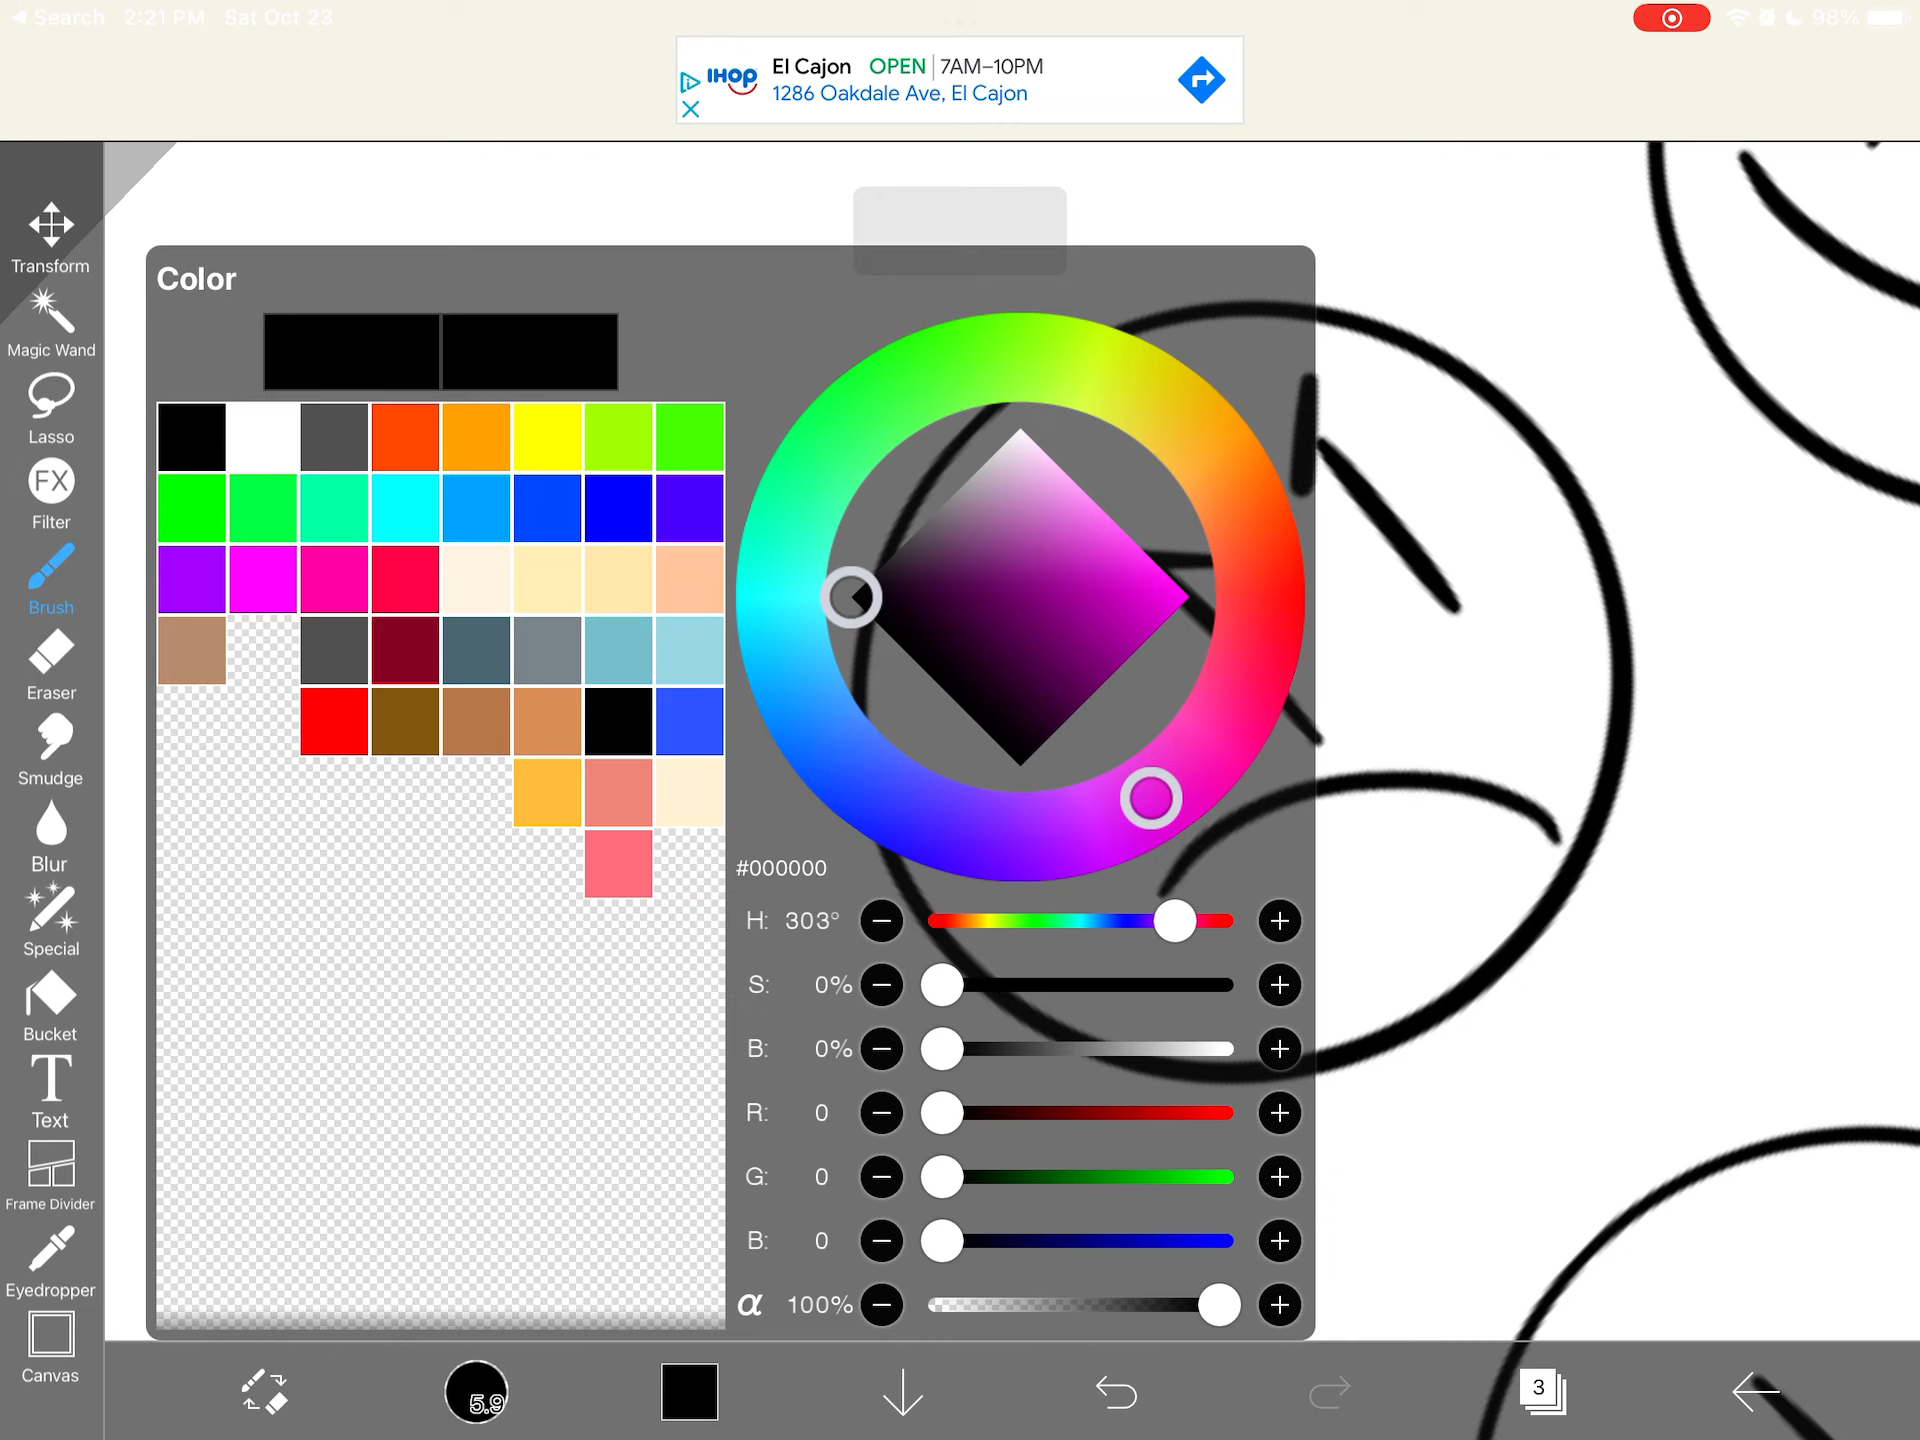 Search 2:21 PM Sat Oct 23
98%
IHOP El Cajon OPEN 7AM–10PM
1286 Oakdale Ave, El Cajon
Transform
Magic Wand
Lasso
FX
Filter
Brush
Eraser
Smudge
Blur
Special
Bucket
T
Text
Frame Divider
Eyedropper
Canvas
Color
#000000
H: 303°
S: 0%
B: 0%
R: 0
G: 0
B: 0
α 100%
5.9
3